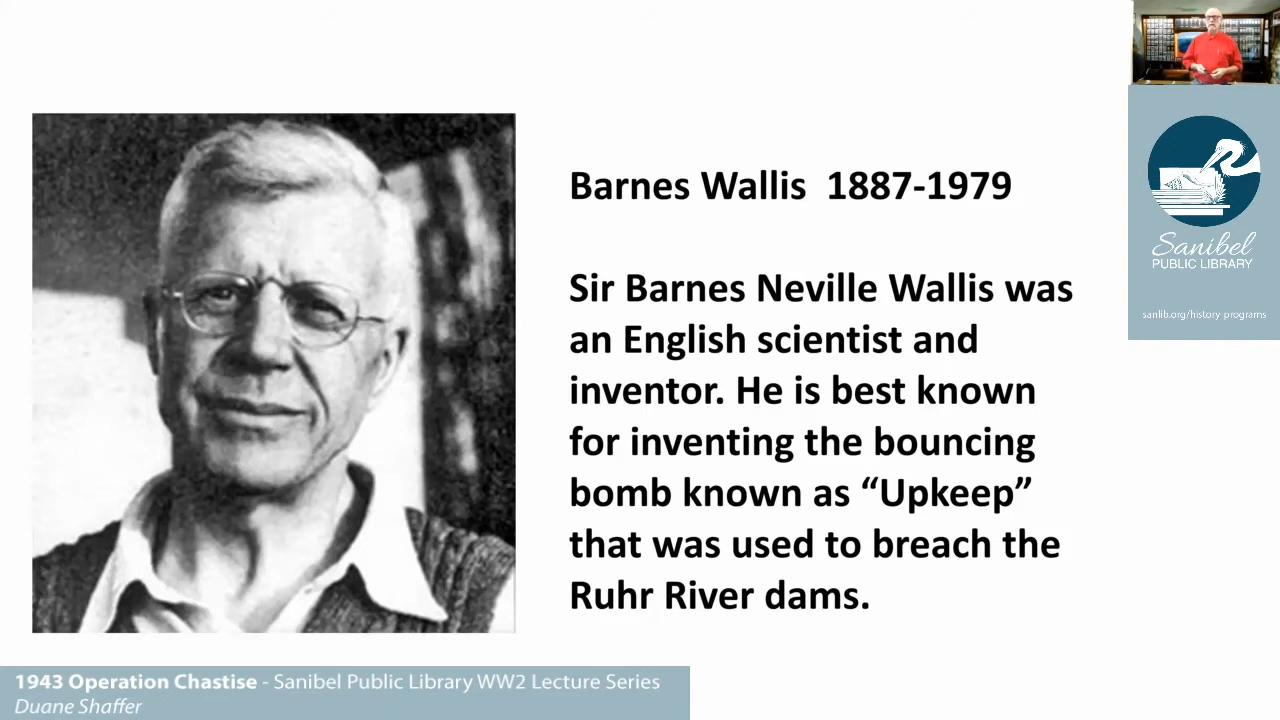 Barnes Wallis 1887-1979
Sir Barnes Neville Wallis was
an English scientist and
inventor. He is best known
for inventing the bouncing
bomb known as “Upkeep”
that was used to breach the
Ruhr River dams.
Sanibel
PUBLIC LIBRARY
sanlib.org/history programs
1943 Operation Chastise - Sanibel Public Library WW2 Lecture Series
Duane Shaffer